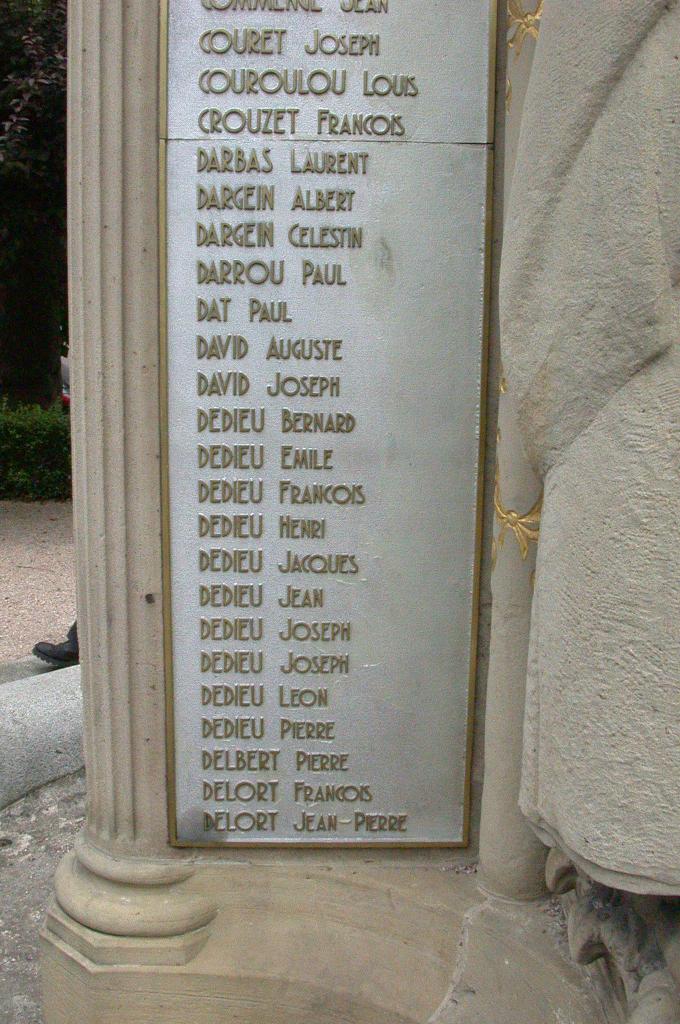 COMMENGE JEAN
COURET JOSEPH
COUROULOU LOUIS
CROUZET FRANCOIS
DARBAS LAURENT
DARGEIN ALBERT
DARGEIN CELESTIN
DARROU PAUL
DAT PAUL
DAVID AUGUSTE
DAVID JOSEPH
DEDIEU BERNARD
DEDIEU EMILE
DEDIEU FRANCOIS
DEDIEU HENRI
DEDIEU JACQUES
DEDIEU JEAN
DEDIEU JOSEPH
DEDIEU JOSEPH
DEDIEU LEON
DEDIEU PIERRE
DELBERT PIERRE
DELORT FRANCOIS
DELORT JEAN-PIERRE